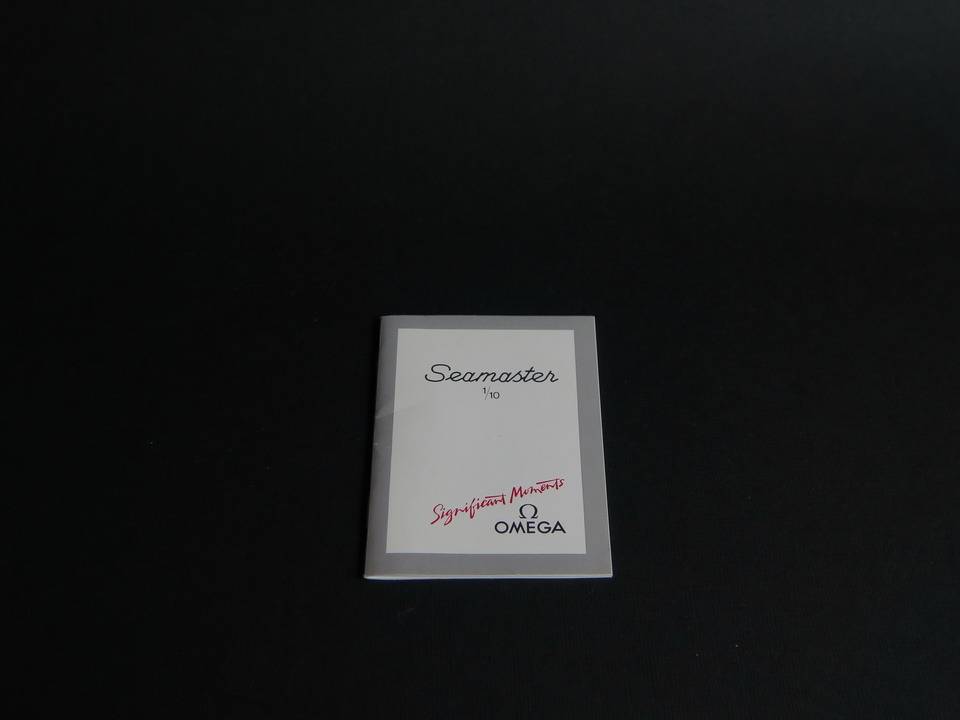 Seamaster
1/10
Significant Moments
Ω
OMEGA